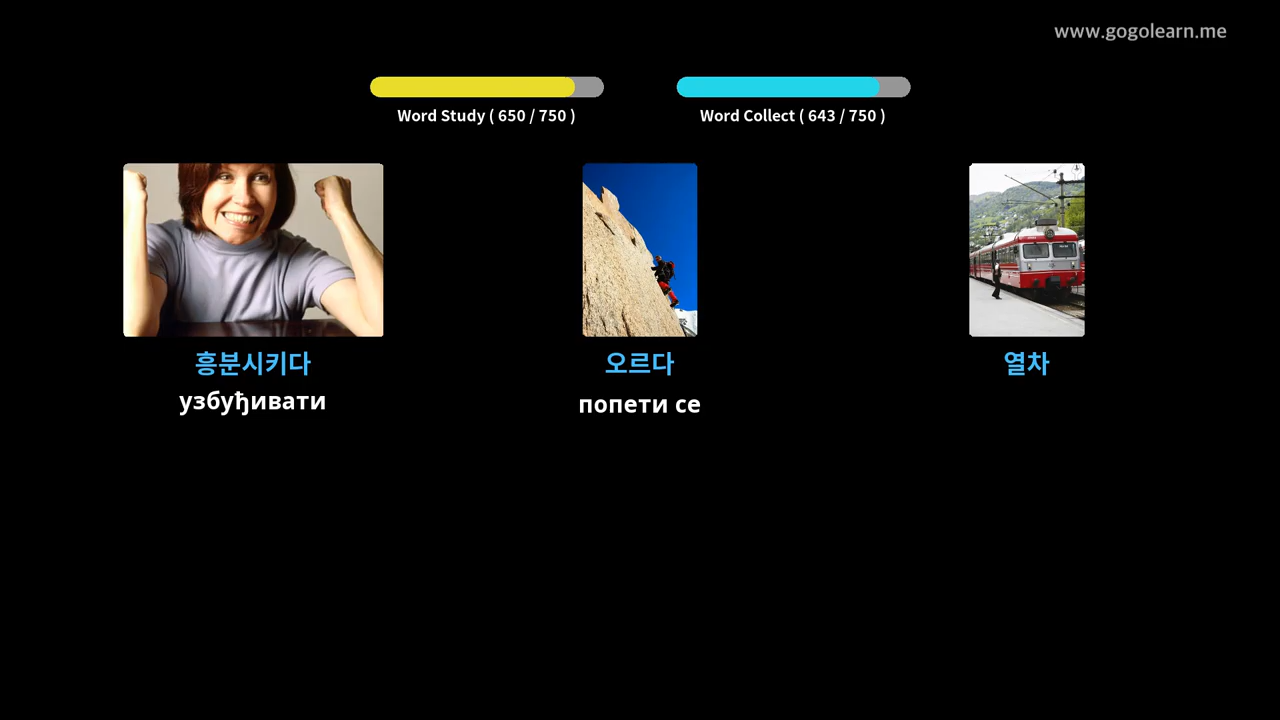 www.gogolearn.me
Word Study ( 650 / 750 )
Word Collect ( 643 / 750 )
흥분시키다
오르다
열차
узбуђивати
попети се